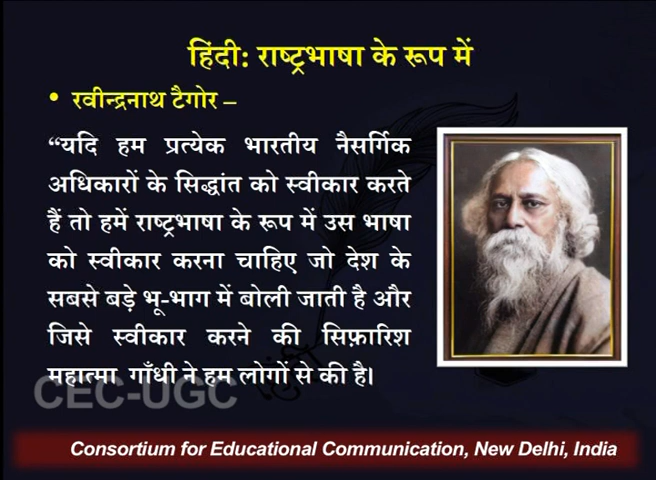 हिंदी: राष्ट्रभाषा के रूप में
• रवीन्द्रनाथ टैगोर –
“यदि हम प्रत्येक भारतीय नैसर्गिक
अधिकारों के सिद्धांत को स्वीकार करते
हैं तो हमें राष्ट्रभाषा के रूप में उस भाषा
को स्वीकार करना चाहिए जो देश के
सबसे बड़े भू-भाग में बोली जाती है और
जिसे स्वीकार करने की सिफ़ारिश
महात्मा गाँधी ने हम लोगों से की है।
CEC-UGC
Consortium for Educational Communication, New Delhi, India